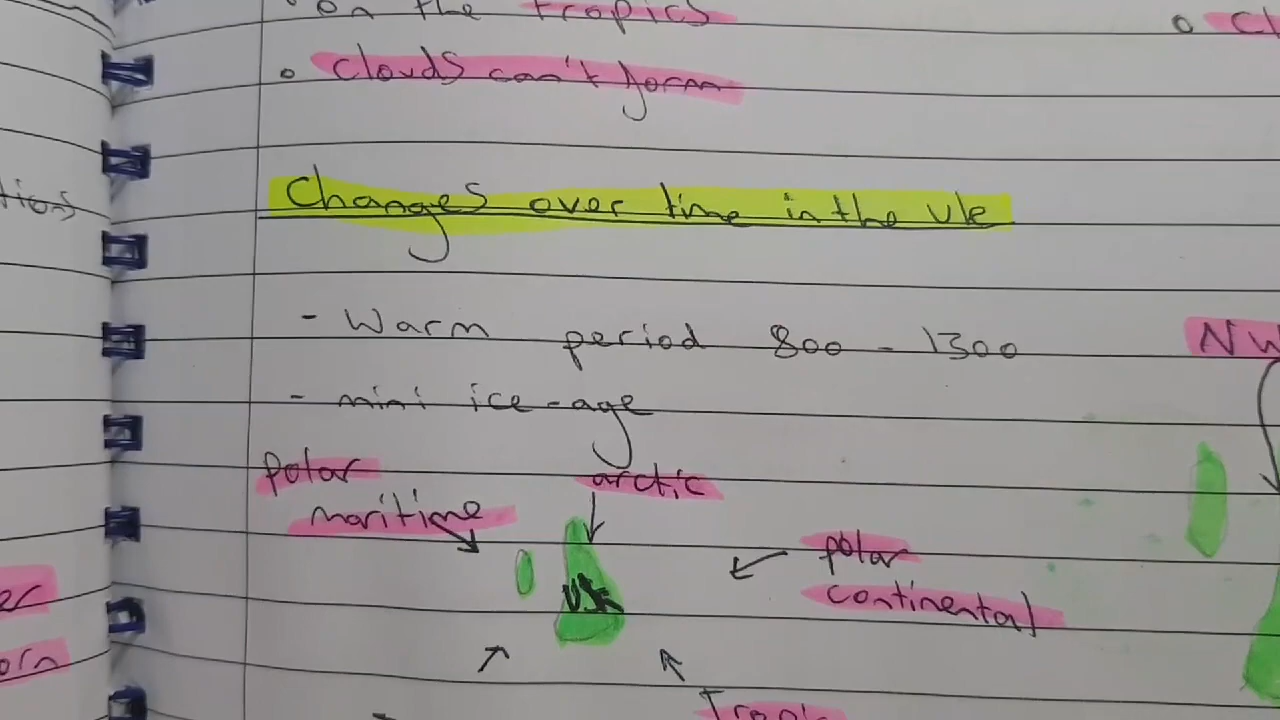 on the tropics
clouds can't form
Changes over time in the UK
- Warm period 800 - 1300
- mini ice-age
polar
maritime
arctic
polar
continental
UK
NW